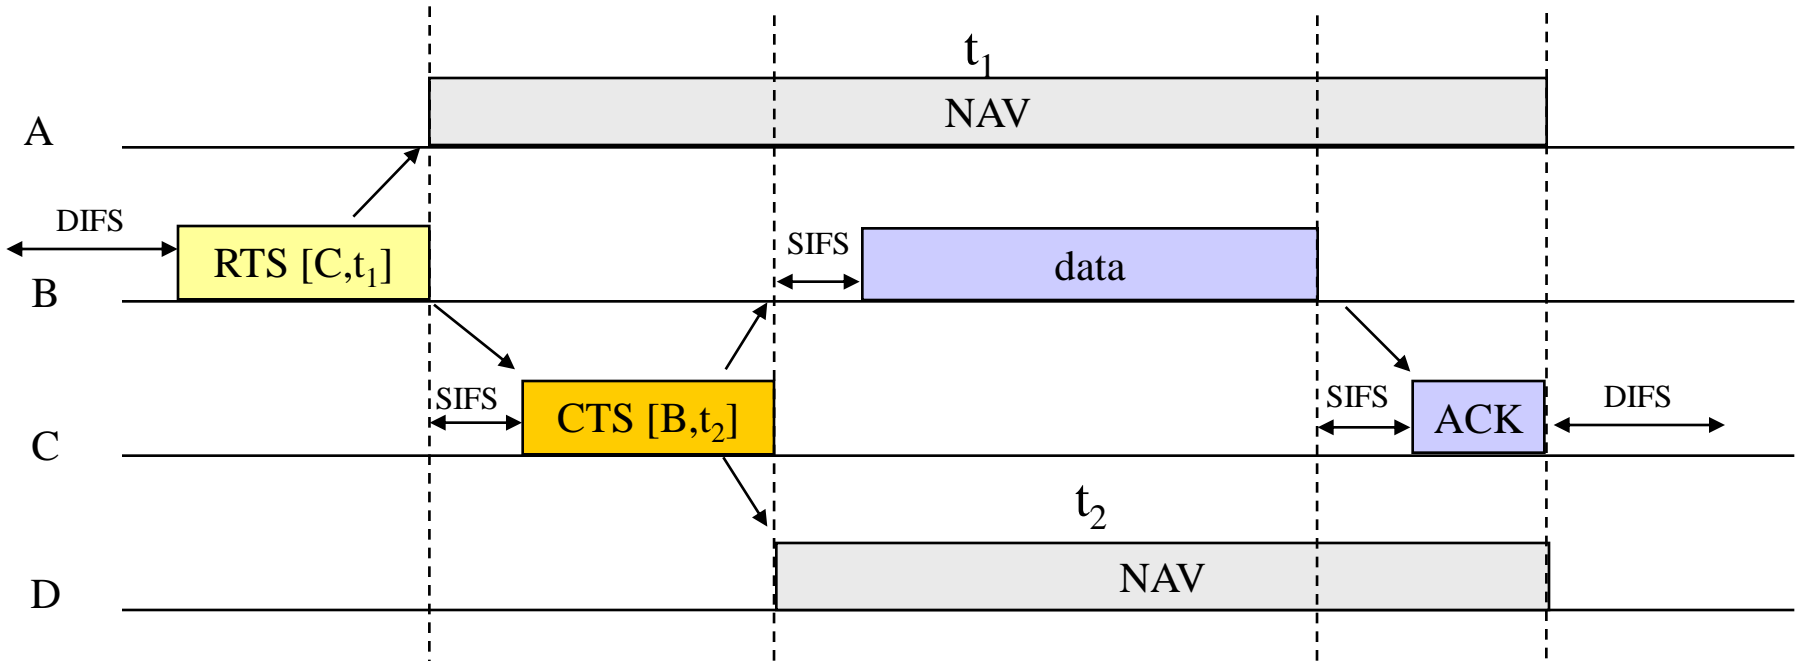 t₁
NAV
A
DIFS
RTS [C,t₁]
SIFS
data
B
SIFS
CTS [B,t₂]
SIFS
ACK
DIFS
C
t₂
NAV
D